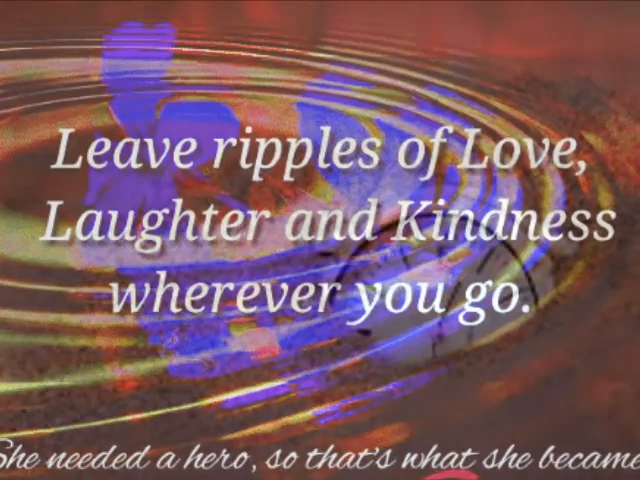 Leave ripples of Love,
Laughter and Kindness
wherever you go.
She needed a hero, so that's what she became